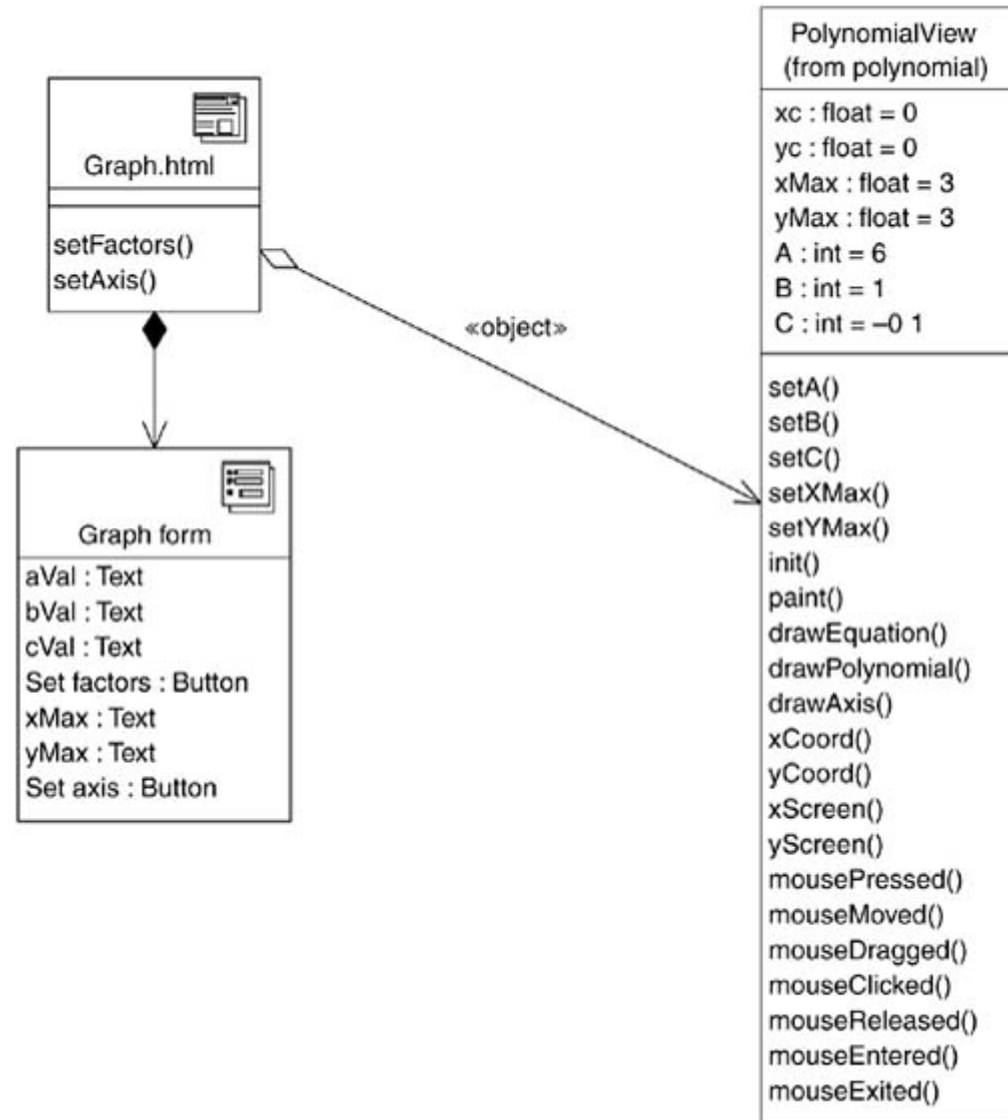 Graph.html
setFactors()
setAxis()
«object»
Graph form
aVal : Text
bVal : Text
cVal : Text
Set factors : Button
xMax : Text
yMax : Text
Set axis : Button
PolynomialView
(from polynomial)
xc : float = 0
yc : float = 0
xMax : float = 3
yMax : float = 3
A : int = 6
B : int = 1
C : int = –0 1
setA()
setB()
setC()
setXMax()
setYMax()
init()
paint()
drawEquation()
drawPolynomial()
drawAxis()
xCoord()
yCoord()
xScreen()
yScreen()
mousePressed()
mouseMoved()
mouseDragged()
mouseClicked()
mouseReleased()
mouseEntered()
mouseExited()